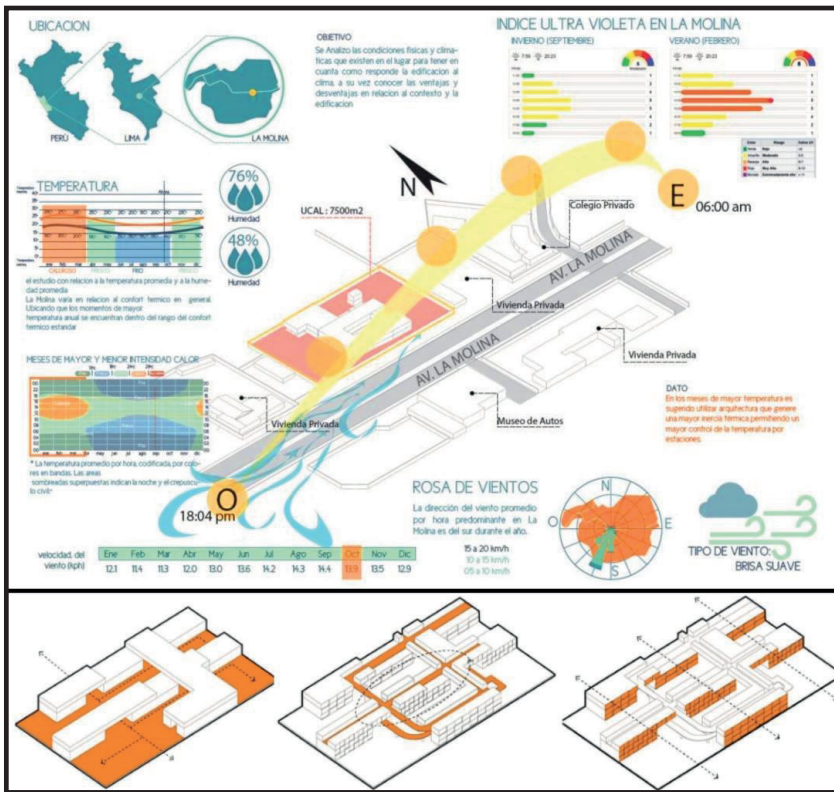 UBICACION
PERÚ
LIMA
LA MOLINA
OBJETIVO
Se Analizo las condiciones fisicas y clima-
ticas que existen en el lugar para tener en
cuanta como responde la edificacion al
clima, a su vez conocer las ventajas y
desventajas en relacion al contexto y la
edificacion
INDICE ULTRA VIOLETA EN LA MOLINA
INVIERNO (SEPTIEMBRE)
VERANO (FEBRERO)
TEMPERATURA
CALUROSO
FRESCO
FRIO
FRESCO
76%
Humedad
48%
Humedad
el estudio con relacion a la temperatura promedia y a la hume-
dad promedia
La Molina varia en relacion al confort termico en general.
Ubicando que los momentos de mayor
temperatura anual se encuentran dentro del rango del confort
termico estandar
N
UCAL : 7500m2
E
06:00 am
Colegio Privado
AV. LA MOLINA
Vivienda Privada
AV. LA MOLINA
Vivienda Privada
Vivienda Privada
Museo de Autos
O
18:04 pm
MESES DE MAYOR Y MENOR INTENSIDAD CALOR
* La temperatura promedio por hora, codificada, por colo-
res en bandas. Las areas
sombreadas superpuestas indican la noche y el crepuscu-
lo civil*
DATO
En los meses de mayor temperatura es
sugerido utilizar arquitectura que genere
una mayor inercia térmica permitiendo un
mayor control de la temperatura por
estaciones.
ROSA DE VIENTOS
La dirección del viento promedio
por hora predominante en La
Molina es del sur durante el año.
15 a 20 km/h
10 a 15 km/h
05 a 10 km/h
N
O
E
S
TIPO DE VIENTO:
BRISA SUAVE
velocidad. del
viento (kph)
Ene Feb Mar Abr May Jun Jul Ago Sep Oct Nov Dic
12.1 11.4 11.3 12.0 13.0 13.6 14.2 14.3 14.4 13.9 13.5 12.9